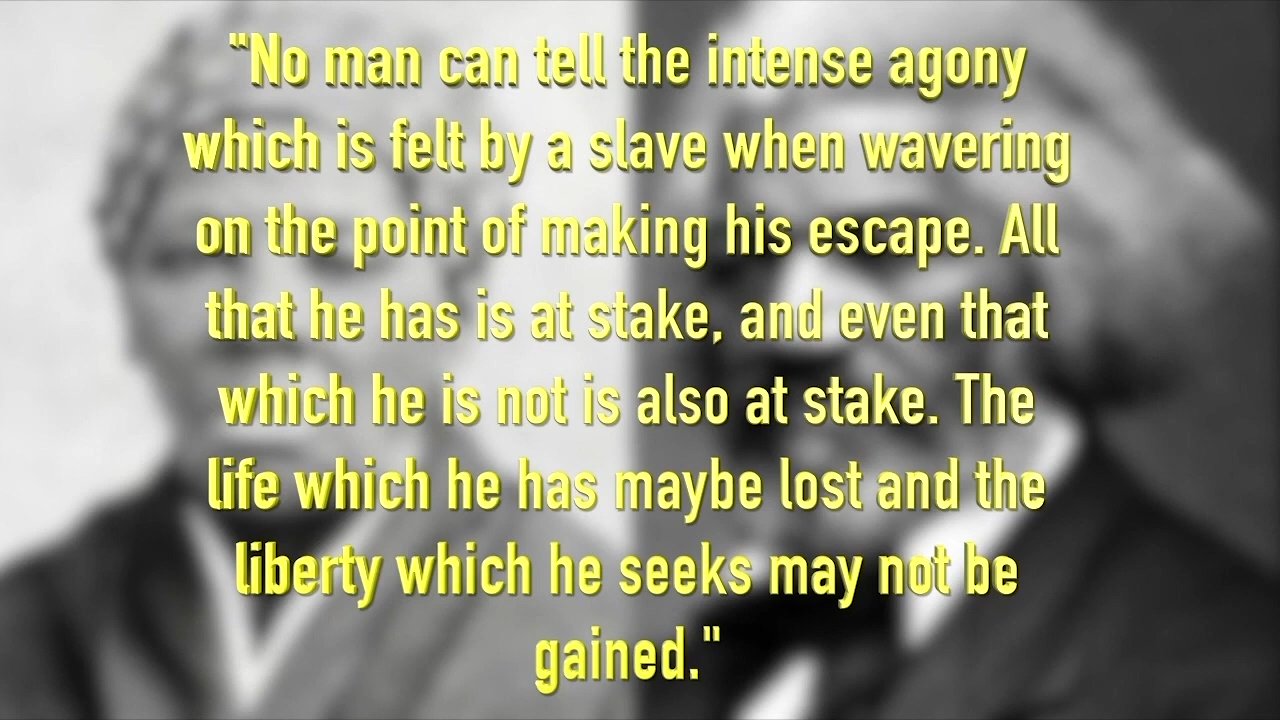 "No man can tell the intense agony
which is felt by a slave when wavering
on the point of making his escape. All
that he has is at stake, and even that
which he is not is also at stake. The
life which he has maybe lost and the
liberty which he seeks may not be
gained."